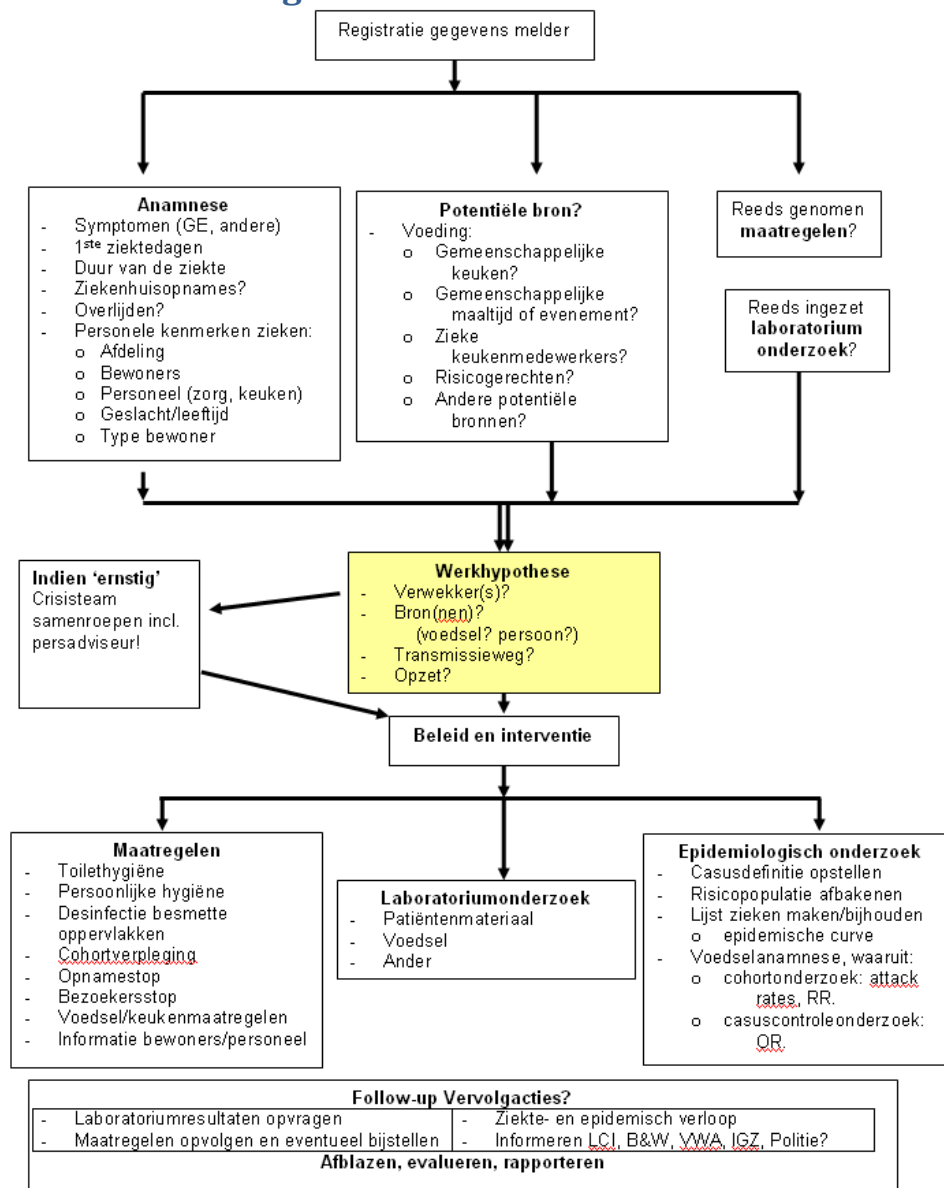 Registratie gegevens melder
Anamnese
- Symptomen (GE, andere)
- 1ste ziektedagen
- Duur van de ziekte
- Ziekenhuisopnames?
- Overlijden?
- Personele kenmerken zieken:
o Afdeling
o Bewoners
o Personeel (zorg, keuken)
o Geslacht/leeftijd
o Type bewoner
Potentiële bron?
- Voeding:
o Gemeenschappelijke
keuken?
o Gemeenschappelijke
maaltijd of evenement?
o Zieke
keukenmedewerkers?
o Risicogerechten?
o Andere potentiële
bronnen?
Reeds genomen
maatregelen?
Reeds ingezet
laboratorium
onderzoek?
Indien ‘ernstig’
Crisisteam
samenroepen incl.
persadviseur!
Werkhypothese
- Verwekker(s)?
- Bron(nen)?
(voedsel? persoon?)
- Transmissieweg?
- Opzet?
Beleid en interventie
Maatregelen
- Toilethygiëne
- Persoonlijke hygiëne
- Desinfectie besmette
oppervlakken
- Cohortverpleging
- Opnamestop
- Bezoekersstop
- Voedsel/keukenmaatregelen
- Informatie bewoners/personeel
Laboratoriumonderzoek
- Patiëntenmateriaal
- Voedsel
- Ander
Epidemiologisch onderzoek
- Casusdefinitie opstellen
- Risicopopulatie afbakenen
- Lijst zieken maken/bijhouden
o epidemische curve
- Voedselanamnese, waaruit:
o cohortonderzoek: attack
rates, RR.
o casuscontroleonderzoek:
OR.
Follow-up Vervolgacties?
- Laboratoriumresultaten opvragen
- Maatregelen opvolgen en eventueel bijstellen
- Ziekte- en epidemisch verloop
- Informeren LCI, B&W, VWA, IGZ, Politie?
Afblazen, evalueren, rapporteren